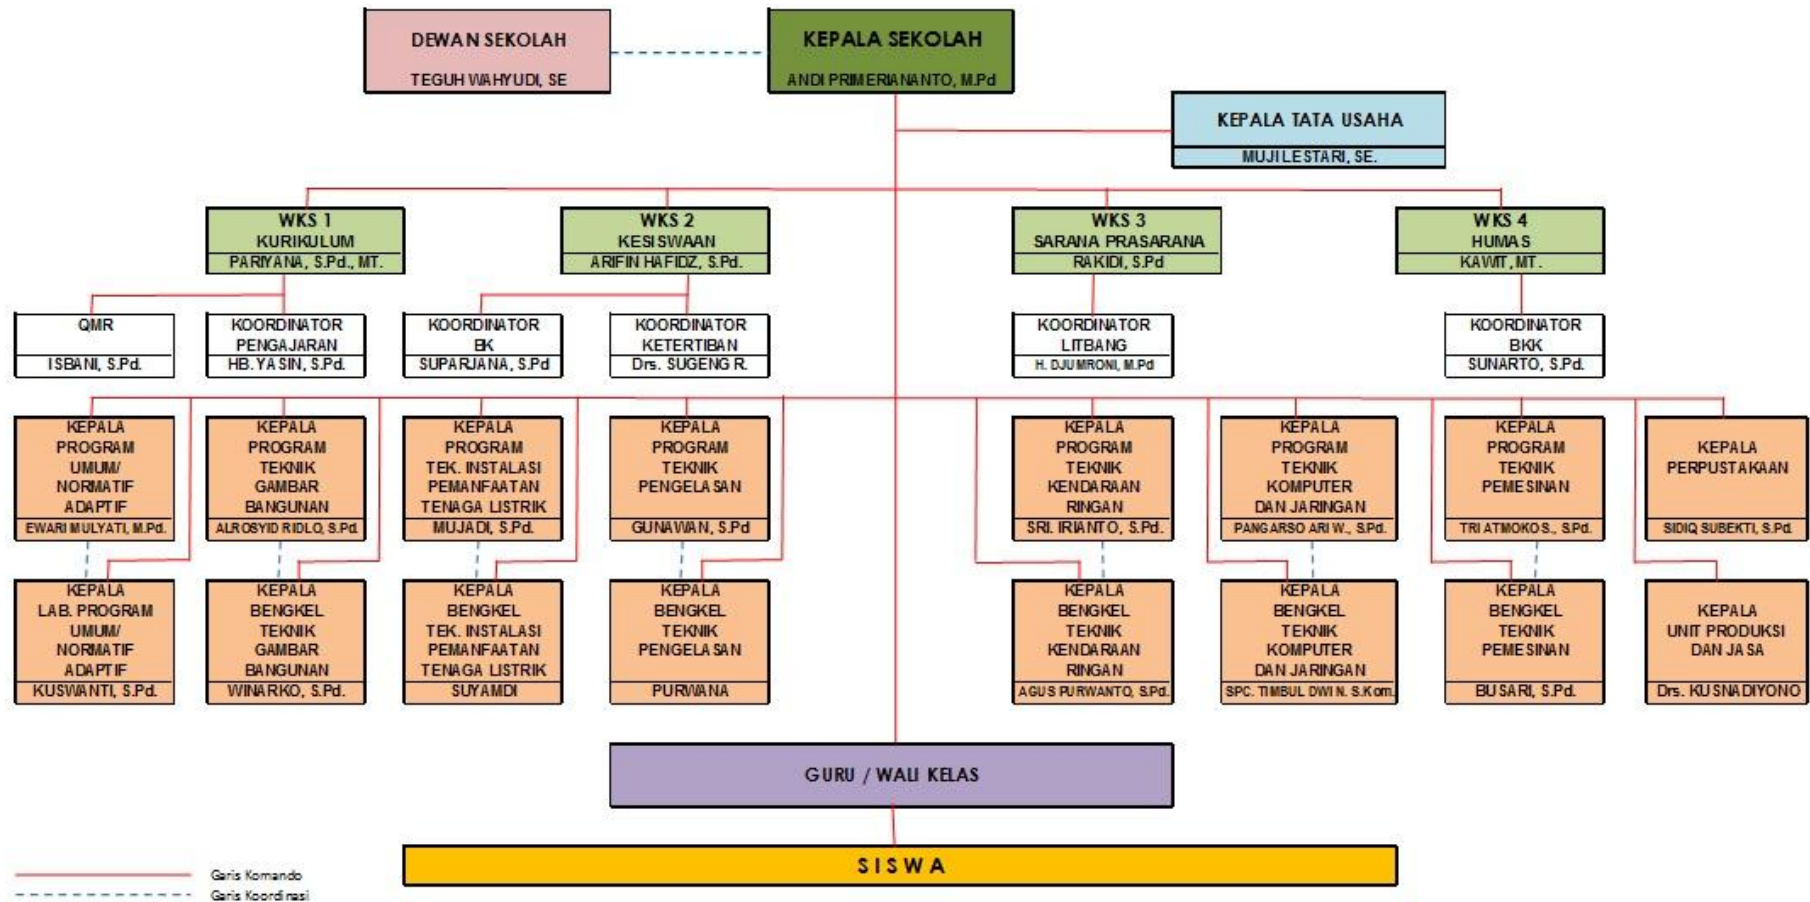 DEWAN SEKOLAH
TEGUH WAHYUDI, SE
KEPALA SEKOLAH
ANDI PRIMERIANANTO, M.Pd
KEPALA TATA USAHA
MUJI LESTARI, SE.
WKS 1
KURIKULUM
PARIYANA, S.Pd., MT.
WKS 2
KESISWAAN
ARIFIN HAFIDZ, S.Pd.
WKS 3
SARANA PRASARANA
RAKIDI, S.Pd
WKS 4
HUMAS
KAWIT, MT.
QMR
ISBANI, S.Pd.
KOORDINATOR
PENGAJARAN
HB. YASIN, S.Pd.
KOORDINATOR
BK
SUPARJANA, S.Pd
KOORDINATOR
KETERTIBAN
Drs. SUGENG R.
KOORDINATOR
LITBANG
H. DJUMRONI, M.Pd
KOORDINATOR
BKK
SUNARTO, S.Pd.
KEPALA
PROGRAM
UMUM/
NORMATIF
ADAPTIF
EWARI MULYATI, M.Pd.
KEPALA
PROGRAM
TEKNIK
GAMBAR
BANGUNAN
ALROSYID RIDLO, S.Pd.
KEPALA
PROGRAM
TEK. INSTALASI
PEMANFAATAN
TENAGA LISTRIK
MUJADI, S.Pd.
KEPALA
PROGRAM
TEKNIK
PENGELASAN
GUNAWAN, S.Pd
KEPALA
PROGRAM
TEKNIK
KENDARAAN
RINGAN
SRI. IRIANTO, S.Pd.
KEPALA
PROGRAM
TEKNIK
KOMPUTER
DAN JARINGAN
PANGARSO ARI W., S.Pd.
KEPALA
PROGRAM
TEKNIK
PEMESINAN
TRI ATMOKO S., S.Pd.
KEPALA
PERPUSTAKAAN
SIDIQ SUBEKTI, S.Pd.
KEPALA
LAB. PROGRAM
UMUM/
NORMATIF
ADAPTIF
KUSWANTI, S.Pd.
KEPALA
BENGKEL
TEKNIK
GAMBAR
BANGUNAN
WINARKO, S.Pd.
KEPALA
BENGKEL
TEK. INSTALASI
PEMANFAATAN
TENAGA LISTRIK
SUYAMDI
KEPALA
BENGKEL
TEKNIK
PENGELASAN
PURWANA
KEPALA
BENGKEL
TEKNIK
KENDARAAN
RINGAN
AGUS PURWANTO, S.Pd.
KEPALA
BENGKEL
TEKNIK
KOMPUTER
DAN JARINGAN
SPC. TIMBUL DWI N. S.Kom.
KEPALA
BENGKEL
TEKNIK
PEMESINAN
BUSARI, S.Pd.
KEPALA
UNIT PRODUKSI
DAN JASA
Drs. KUSNADIYONO
GURU / WALI KELAS
SISWA
Garis Komando
Garis Koordinasi